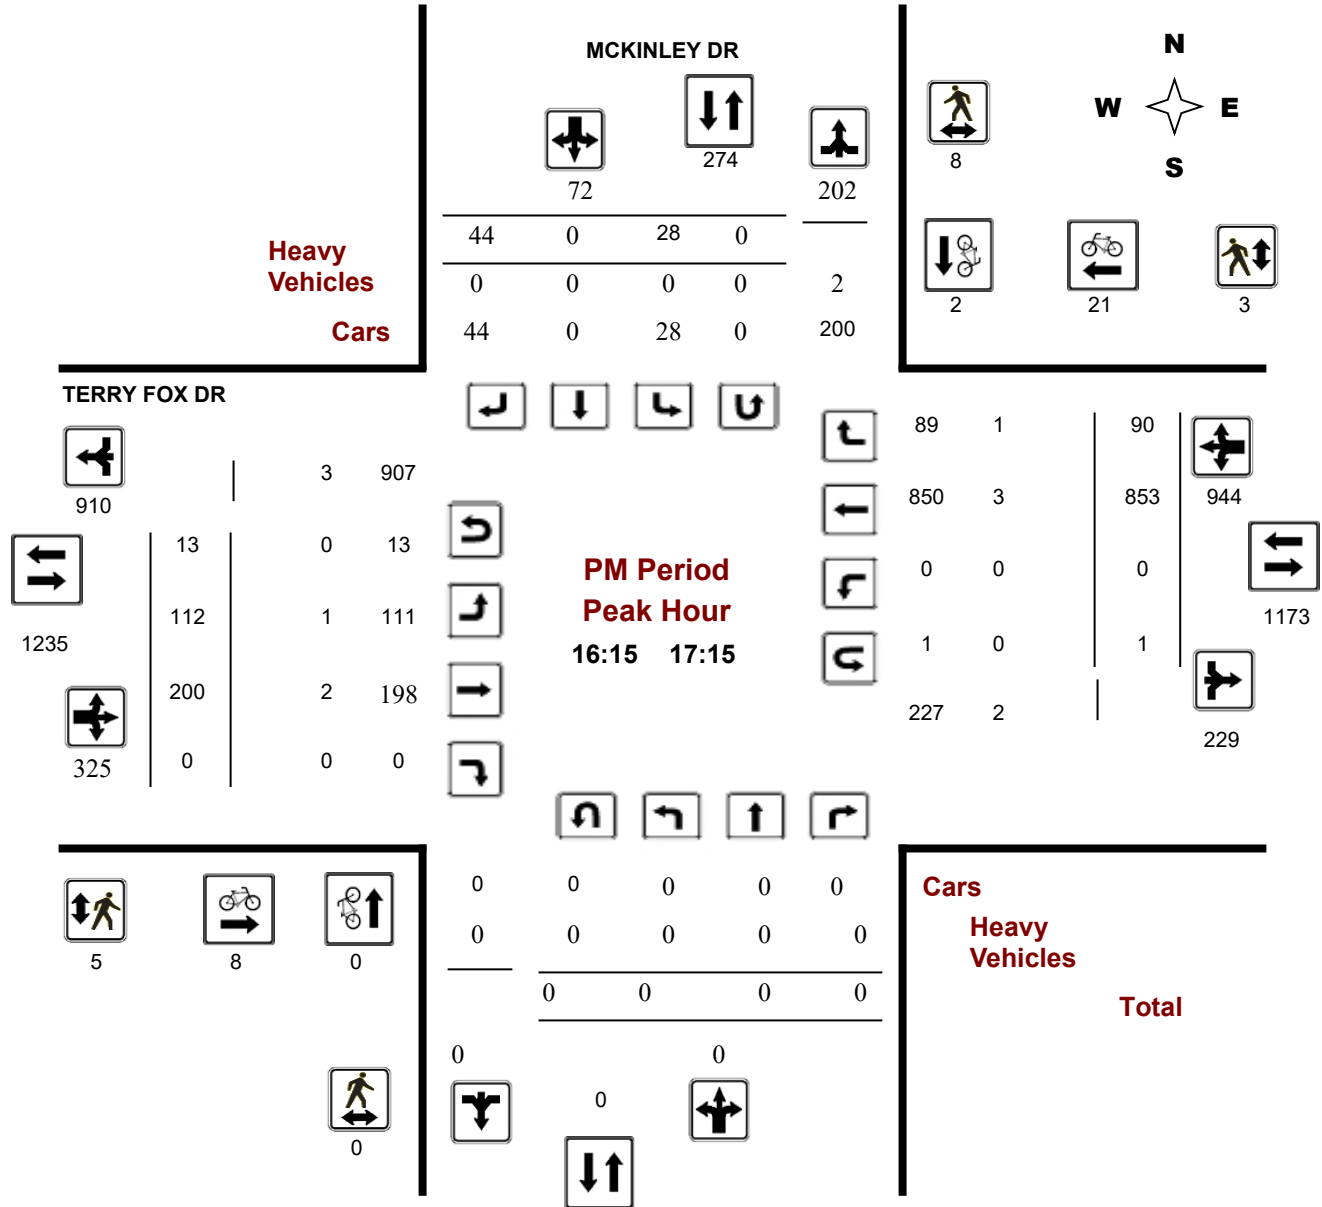 MCKINLEY DR
N
W E
S
274
72 202
8
44 0 28 0
Heavy
Vehicles
0 0 0 0 2
Cars
44 0 28 0 200
2 21 3
TERRY FOX DR
89 1 90
3 907
910
850 3 853 944
13 0 13
PM Period
Peak Hour
16:15 17:15
0 0 0
112 1 111
1235
1173
1 0 1
200 2 198
227 2
229
325 0 0 0
0 0 0 0 0
Cars
0 0 0 0 0
Heavy
Vehicles
5 8 0
0 0 0 0
Total
0 0
0
0